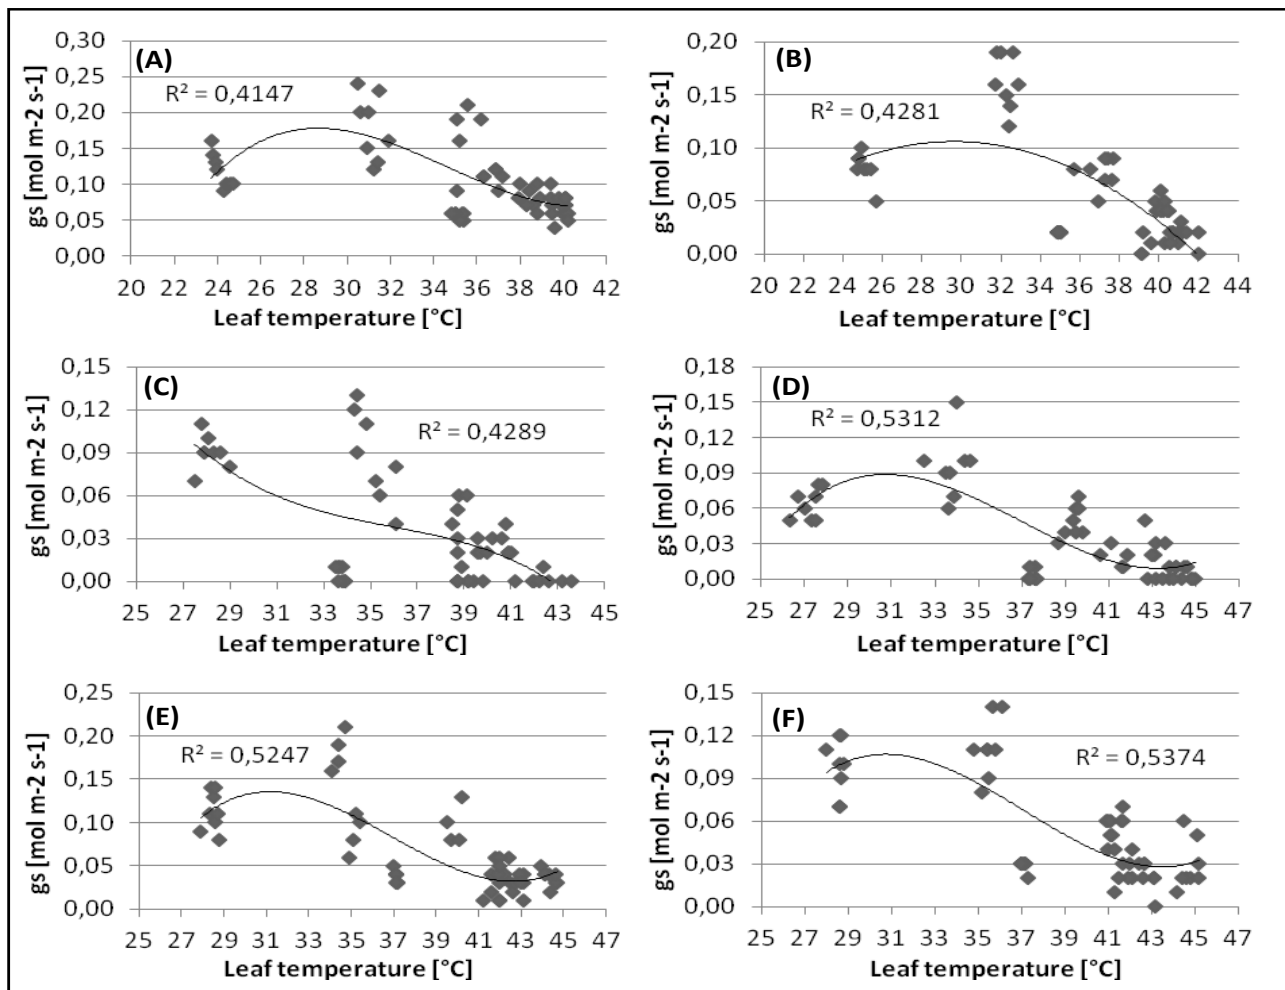 (A)
R² = 0,4147
gs [mol m-2 s-1]
0,30
0,25
0,20
0,15
0,10
0,05
0,00
20 22 24 26 28 30 32 34 36 38 40 42
Leaf temperature [°C]
(B)
R² = 0,4281
gs [mol m-2 s-1]
0,20
0,15
0,10
0,05
0,00
20 22 24 26 28 30 32 34 36 38 40 42 44
Leaf temperature [°C]
(C)
R² = 0,4289
gs [mol m-2 s-1]
0,15
0,12
0,09
0,06
0,03
0,00
25 27 29 31 33 35 37 39 41 43 45
Leaf temperature [°C]
(D)
R² = 0,5312
gs [mol m-2 s-1]
0,18
0,15
0,12
0,09
0,06
0,03
0,00
25 27 29 31 33 35 37 39 41 43 45 47
Leaf temperature [°C]
(E)
R² = 0,5247
gs [mol m-2 s-1]
0,25
0,20
0,15
0,10
0,05
0,00
25 27 29 31 33 35 37 39 41 43 45 47
Leaf temperature [°C]
(F)
R² = 0,5374
gs [mol m-2 s-1]
0,15
0,12
0,09
0,06
0,03
0,00
25 27 29 31 33 35 37 39 41 43 45 47
Leaf temperature [°C]